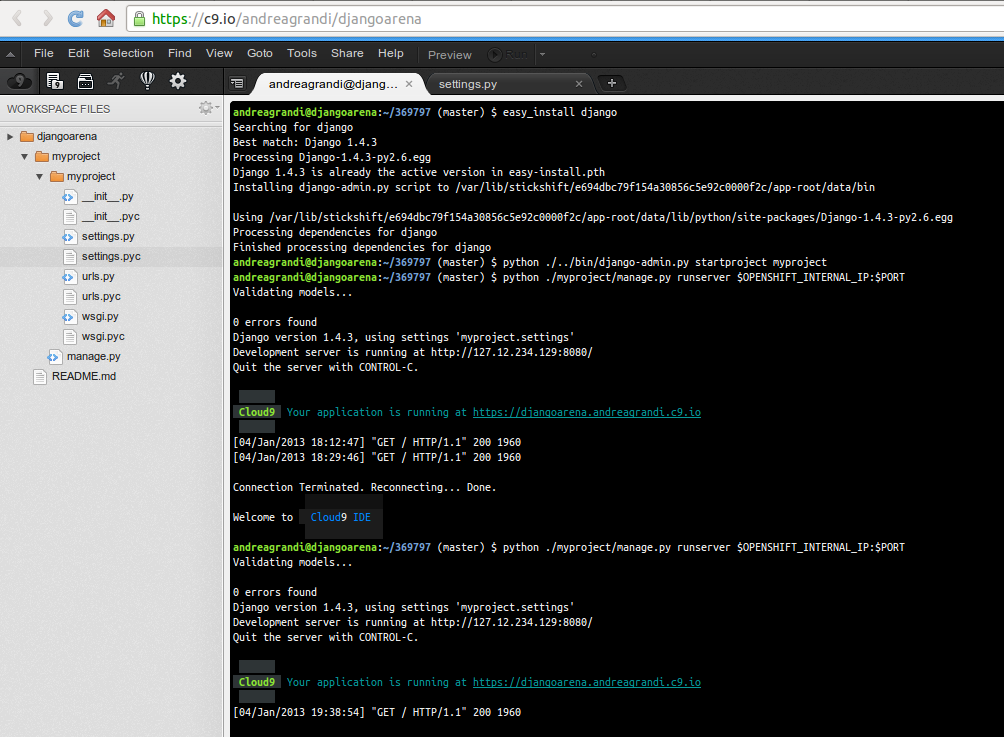 https://c9.io/andreagrandi/djangoarena
File Edit Selection Find View Goto Tools Share Help Preview Run
andreagrandi@djang... settings.py
WORKSPACE FILES
djangoarena
myproject
myproject
__init__.py
__init__.pyc
settings.py
settings.pyc
urls.py
urls.pyc
wsgi.py
wsgi.pyc
manage.py
README.md
andreagrandi@djangoarena:~/369797 (master) $ easy_install django
Searching for django
Best match: Django 1.4.3
Processing Django-1.4.3-py2.6.egg
Django 1.4.3 is already the active version in easy-install.pth
Installing django-admin.py script to /var/lib/stickshift/e694dbc79f154a30856c5e92c0000f2c/app-root/data/bin
Using /var/lib/stickshift/e694dbc79f154a30856c5e92c0000f2c/app-root/data/lib/python/site-packages/Django-1.4.3-py2.6.egg
Processing dependencies for django
Finished processing dependencies for django
andreagrandi@djangoarena:~/369797 (master) $ python ./../bin/django-admin.py startproject myproject
andreagrandi@djangoarena:~/369797 (master) $ python ./myproject/manage.py runserver $OPENSHIFT_INTERNAL_IP:$PORT
Validating models...
0 errors found
Django version 1.4.3, using settings 'myproject.settings'
Development server is running at http://127.12.234.129:8080/
Quit the server with CONTROL-C.
Cloud9 Your application is running at https://djangoarena.andreagrandi.c9.io
[04/Jan/2013 18:12:47] "GET / HTTP/1.1" 200 1960
[04/Jan/2013 18:29:46] "GET / HTTP/1.1" 200 1960
Connection Terminated. Reconnecting... Done.
Welcome to Cloud9 IDE
andreagrandi@djangoarena:~/369797 (master) $ python ./myproject/manage.py runserver $OPENSHIFT_INTERNAL_IP:$PORT
Validating models...
0 errors found
Django version 1.4.3, using settings 'myproject.settings'
Development server is running at http://127.12.234.129:8080/
Quit the server with CONTROL-C.
Cloud9 Your application is running at https://djangoarena.andreagrandi.c9.io
[04/Jan/2013 19:38:54] "GET / HTTP/1.1" 200 1960